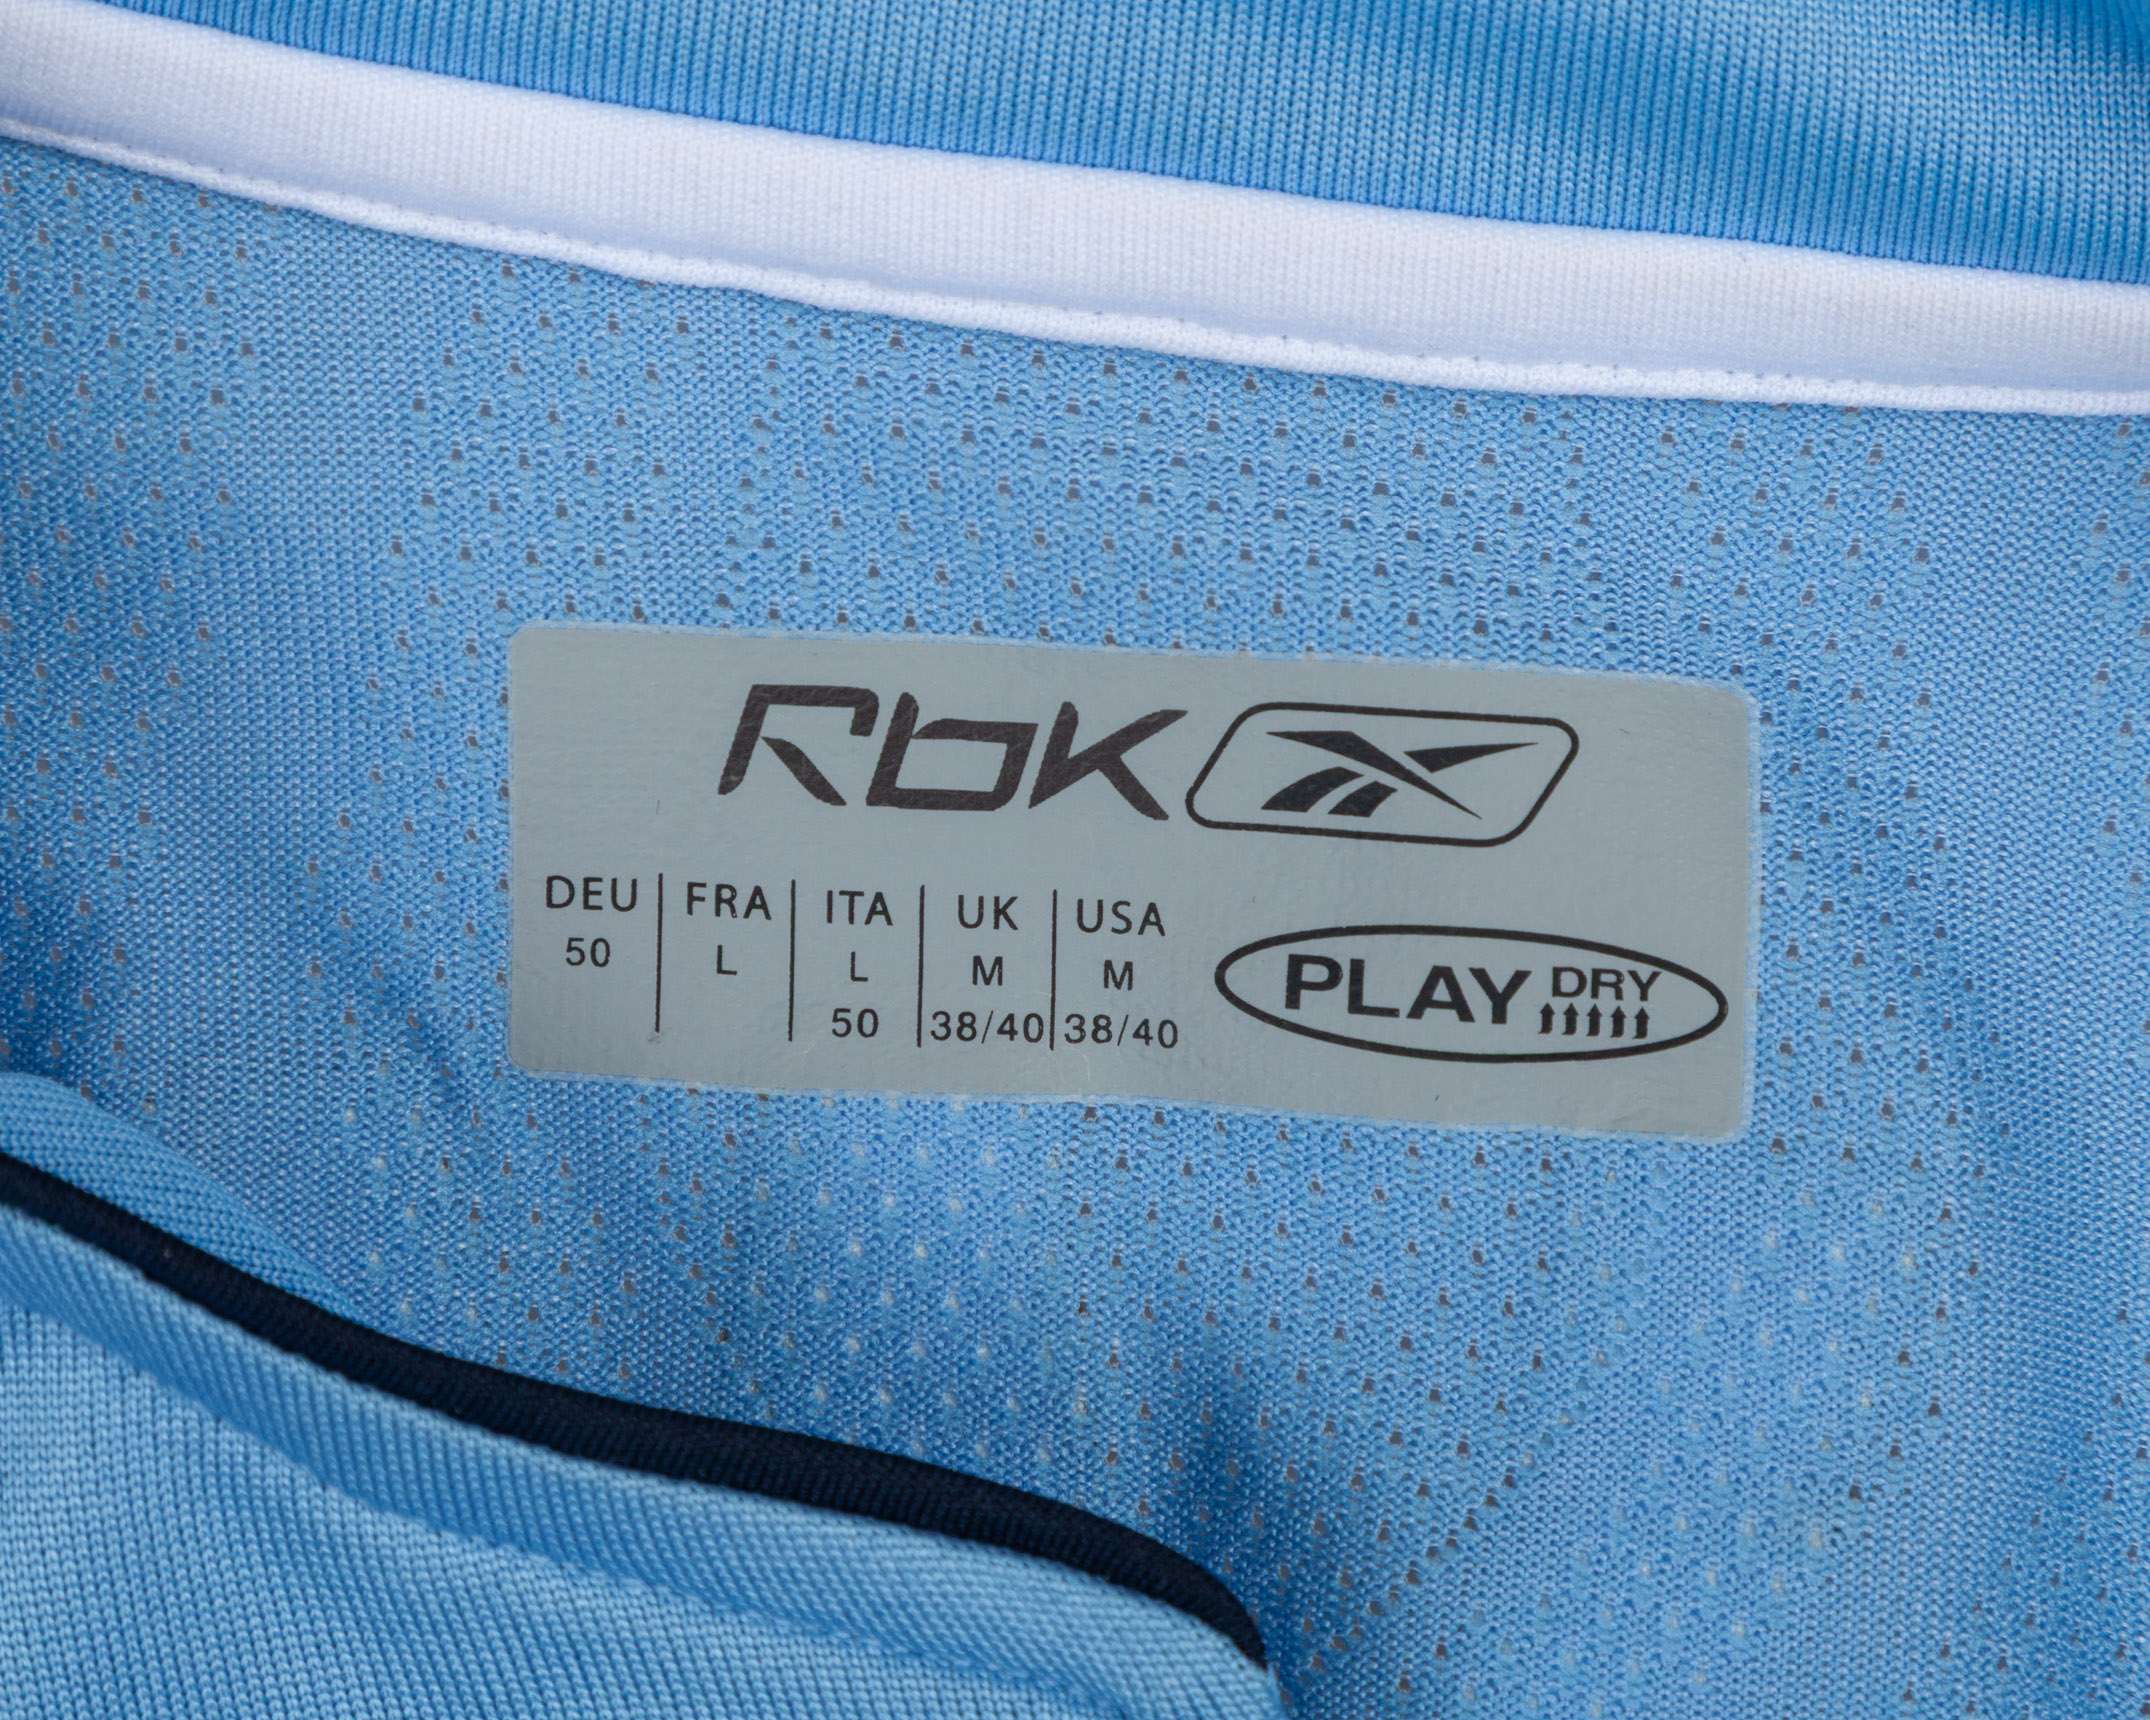 Rbk
DEU FRA ITA UK USA
50 L L M M
50 38/40 38/40
PLAY DRY